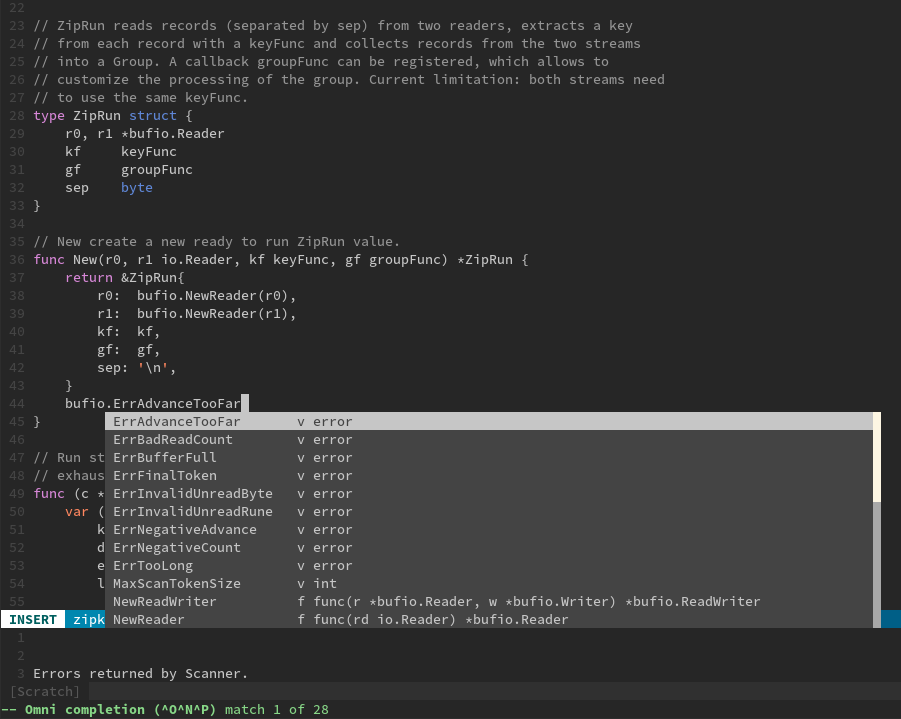 22
23 // ZipRun reads records (separated by sep) from two readers, extracts a key
24 // from each record with a keyFunc and collects records from the two streams
25 // into a Group. A callback groupFunc can be registered, which allows to
26 // customize the processing of the group. Current limitation: both streams need
27 // to use the same keyFunc.
28 type ZipRun struct {
29     r0, r1 *bufio.Reader
30     kf     keyFunc
31     gf     groupFunc
32     sep    byte
33 }
34
35 // New create a new ready to run ZipRun value.
36 func New(r0, r1 io.Reader, kf keyFunc, gf groupFunc) *ZipRun {
37     return &ZipRun{
38         r0:  bufio.NewReader(r0),
39         r1:  bufio.NewReader(r1),
40         kf:  kf,
41         gf:  gf,
42         sep: '\n',
43     }
44     bufio.ErrAdvanceTooFar
45 }        ErrAdvanceTooFar       v error
46          ErrBadReadCount        v error
47 // Run st ErrBufferFull          v error
48 // exhaus ErrFinalToken          v error
49 func (c * ErrInvalidUnreadByte   v error
50     var ( ErrInvalidUnreadRune   v error
51         k ErrNegativeAdvance     v error
52         d ErrNegativeCount       v error
53         e ErrTooLong             v error
54         l MaxScanTokenSize       v int
55          NewReadWriter          f func(r *bufio.Reader, w *bufio.Writer) *bufio.ReadWriter
INSERT zipk NewReader              f func(rd io.Reader) *bufio.Reader
1
2
3 Errors returned by Scanner.
[Scratch]
-- Omni completion (^O^N^P) match 1 of 28